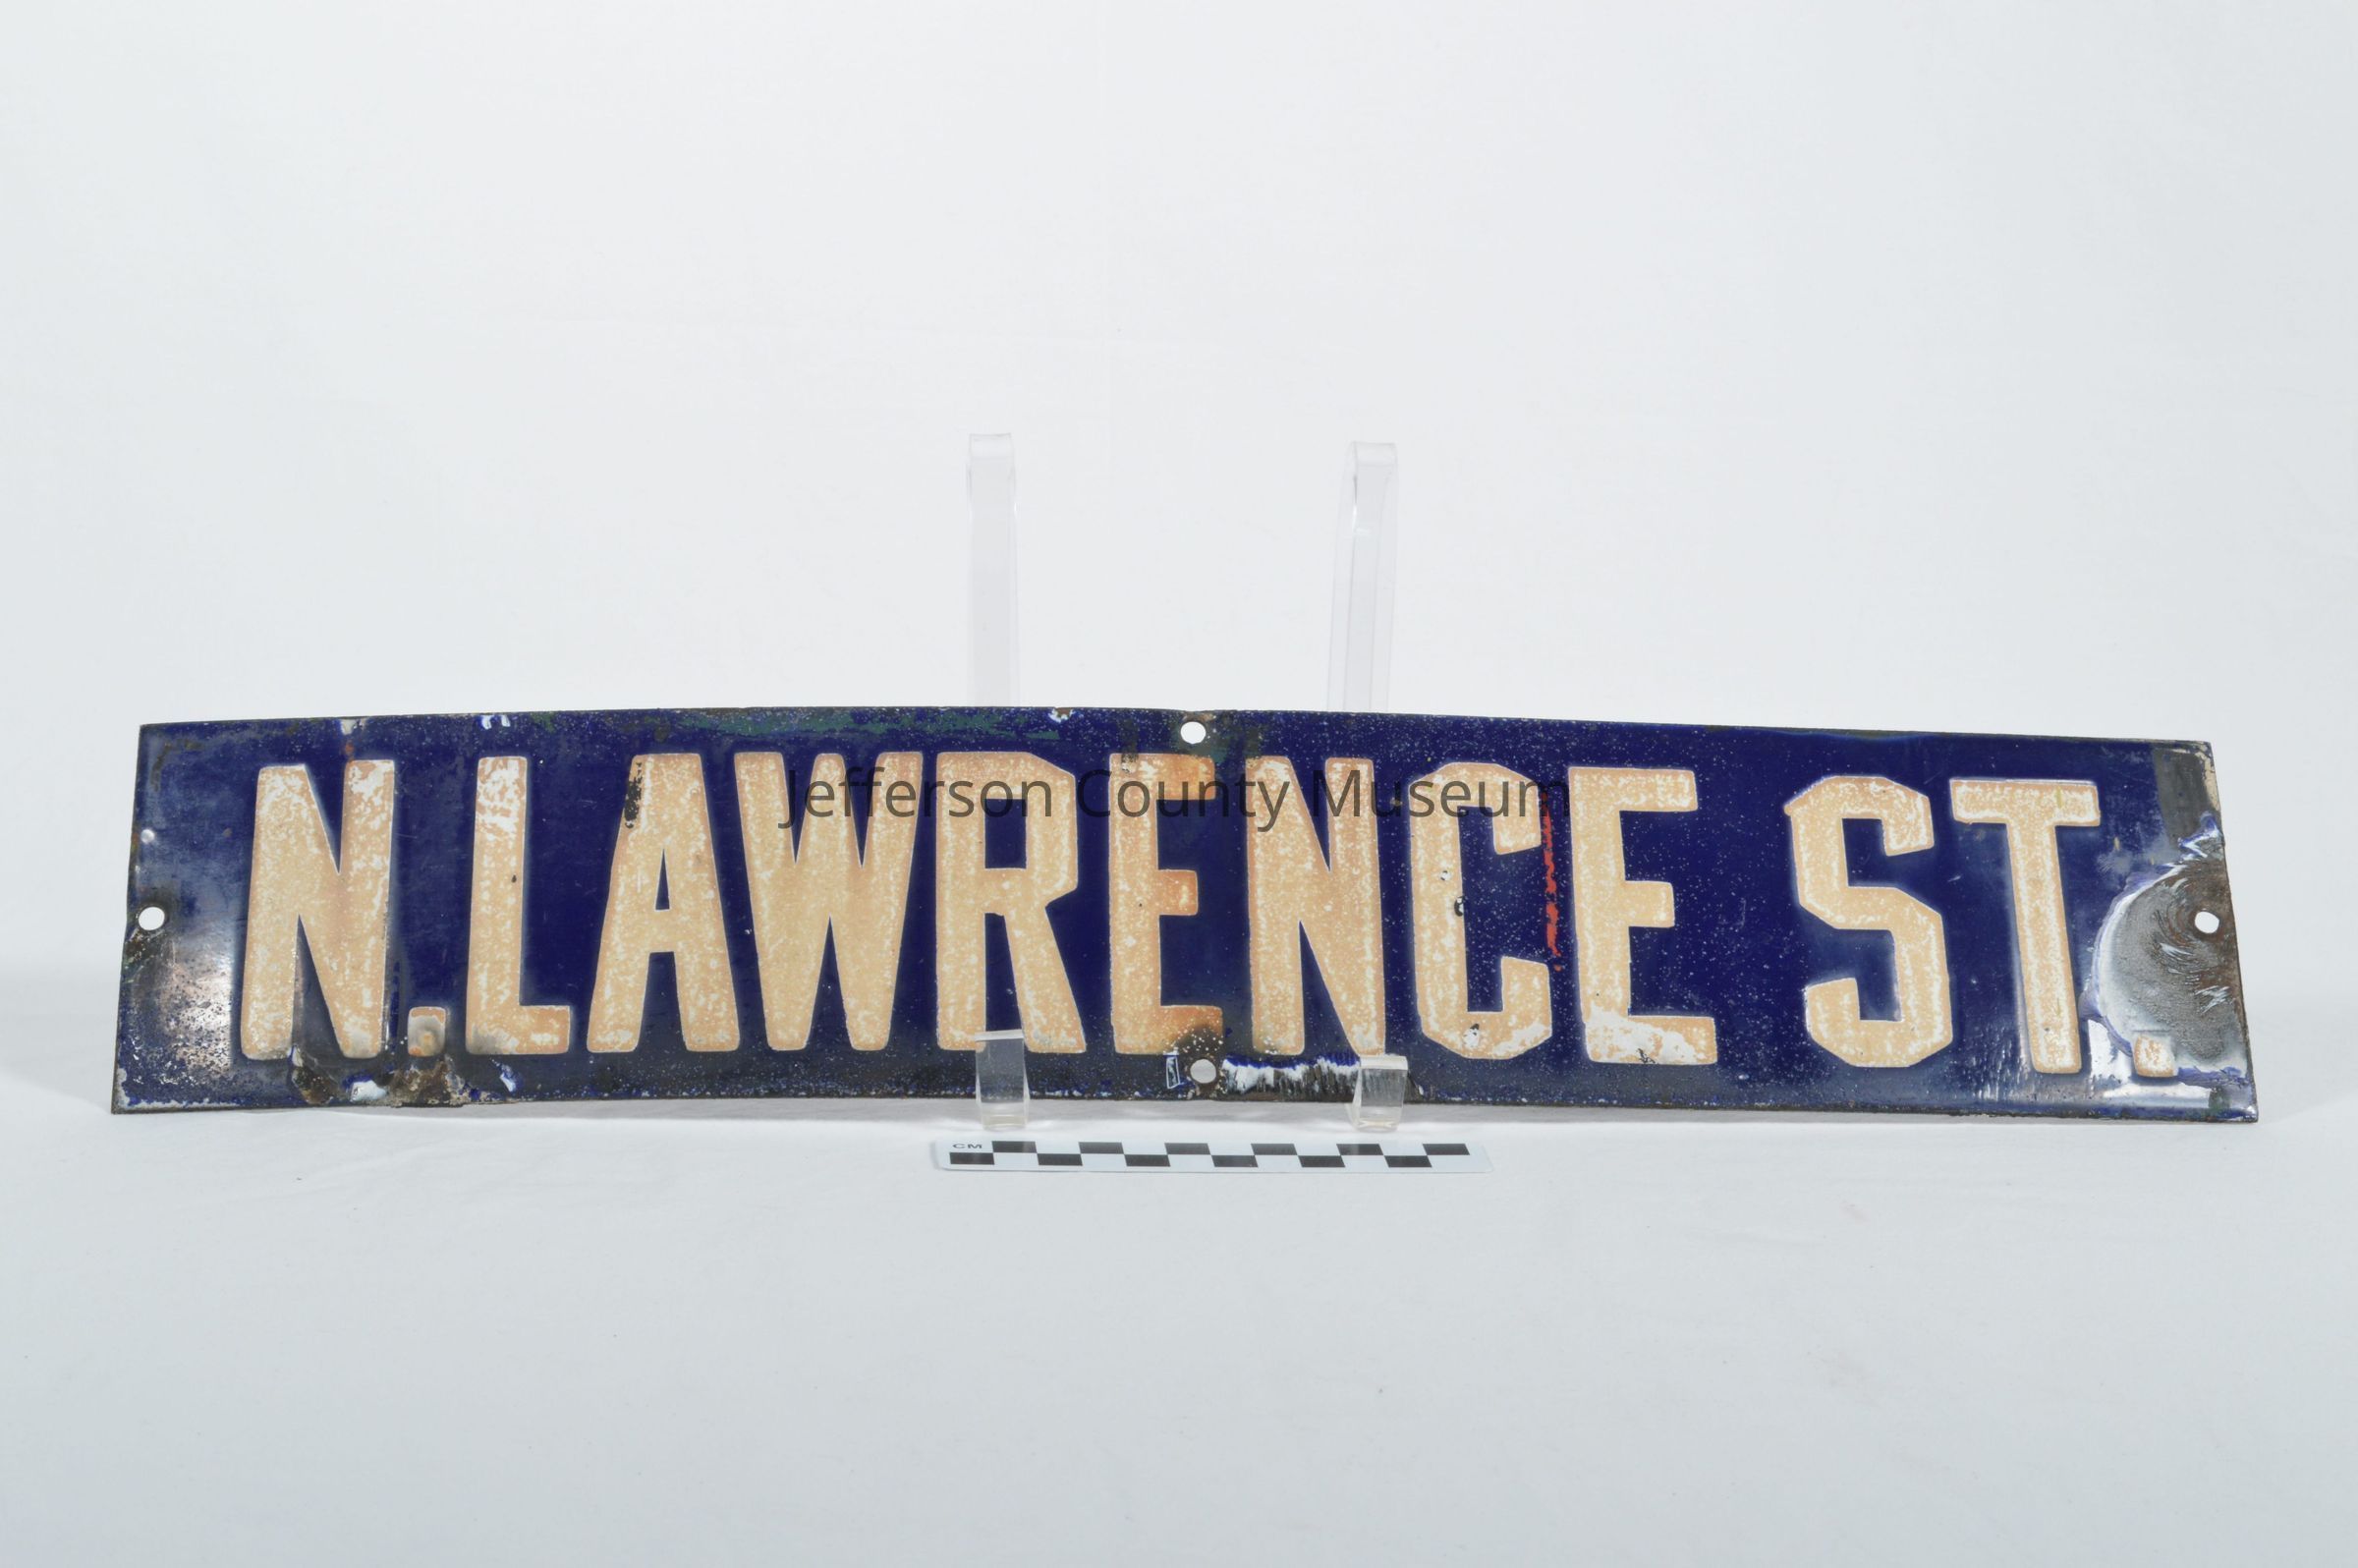 N. LAWRENCE ST.
Jefferson County Museum
CM